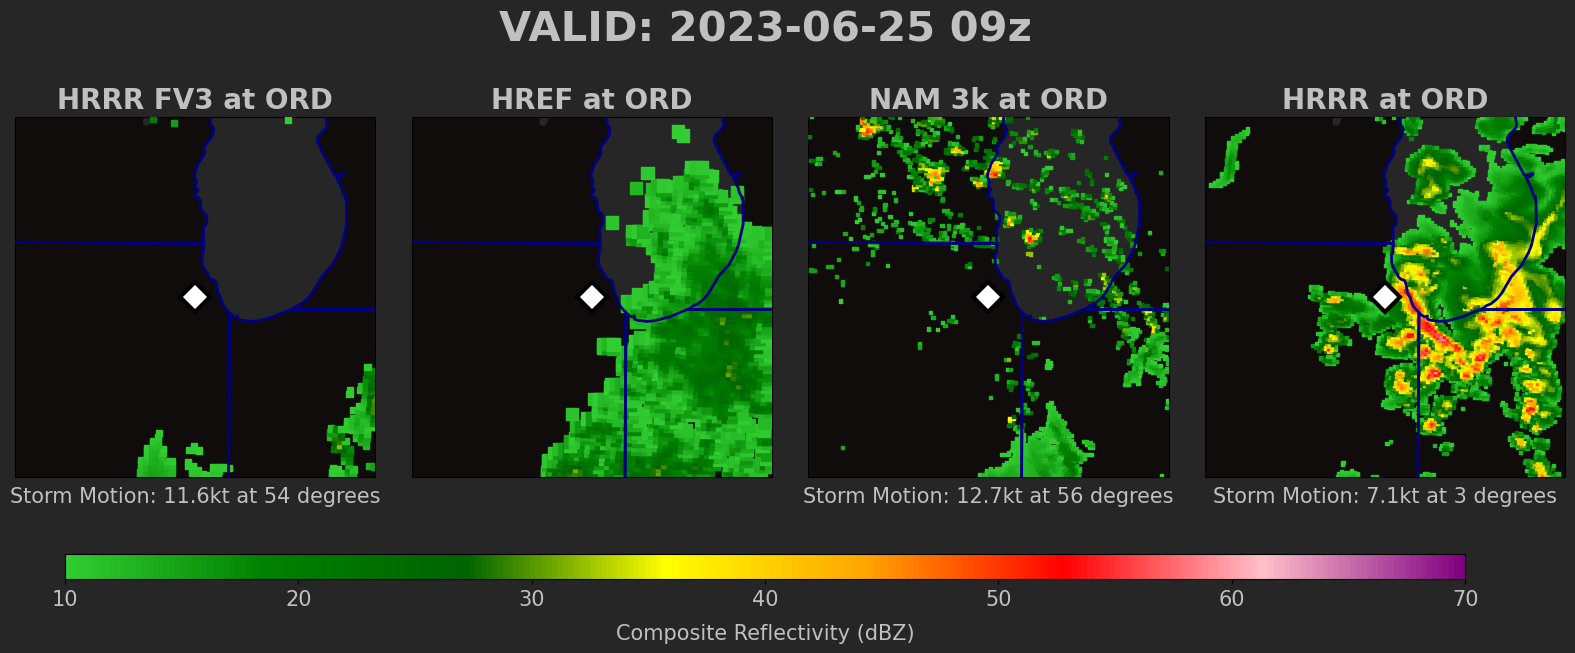 VALID: 2023-06-25 09z
HRRR FV3 at ORD
HREF at ORD
NAM 3k at ORD
HRRR at ORD
Storm Motion: 11.6kt at 54 degrees
Storm Motion: 12.7kt at 56 degrees
Storm Motion: 7.1kt at 3 degrees
10 20 30 40 50 60 70
Composite Reflectivity (dBZ)